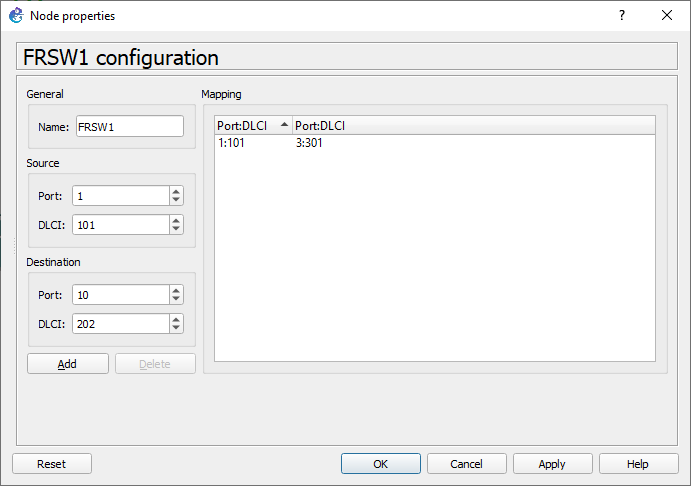 Node properties
?
FRSW1 configuration
General
Name: FRSW1
Source
Port: 1
DLCI: 101
Destination
Port: 10
DLCI: 202
Add Delete
Mapping
Port:DLCI Port:DLCI
1:101 3:301
Reset OK Cancel Apply Help